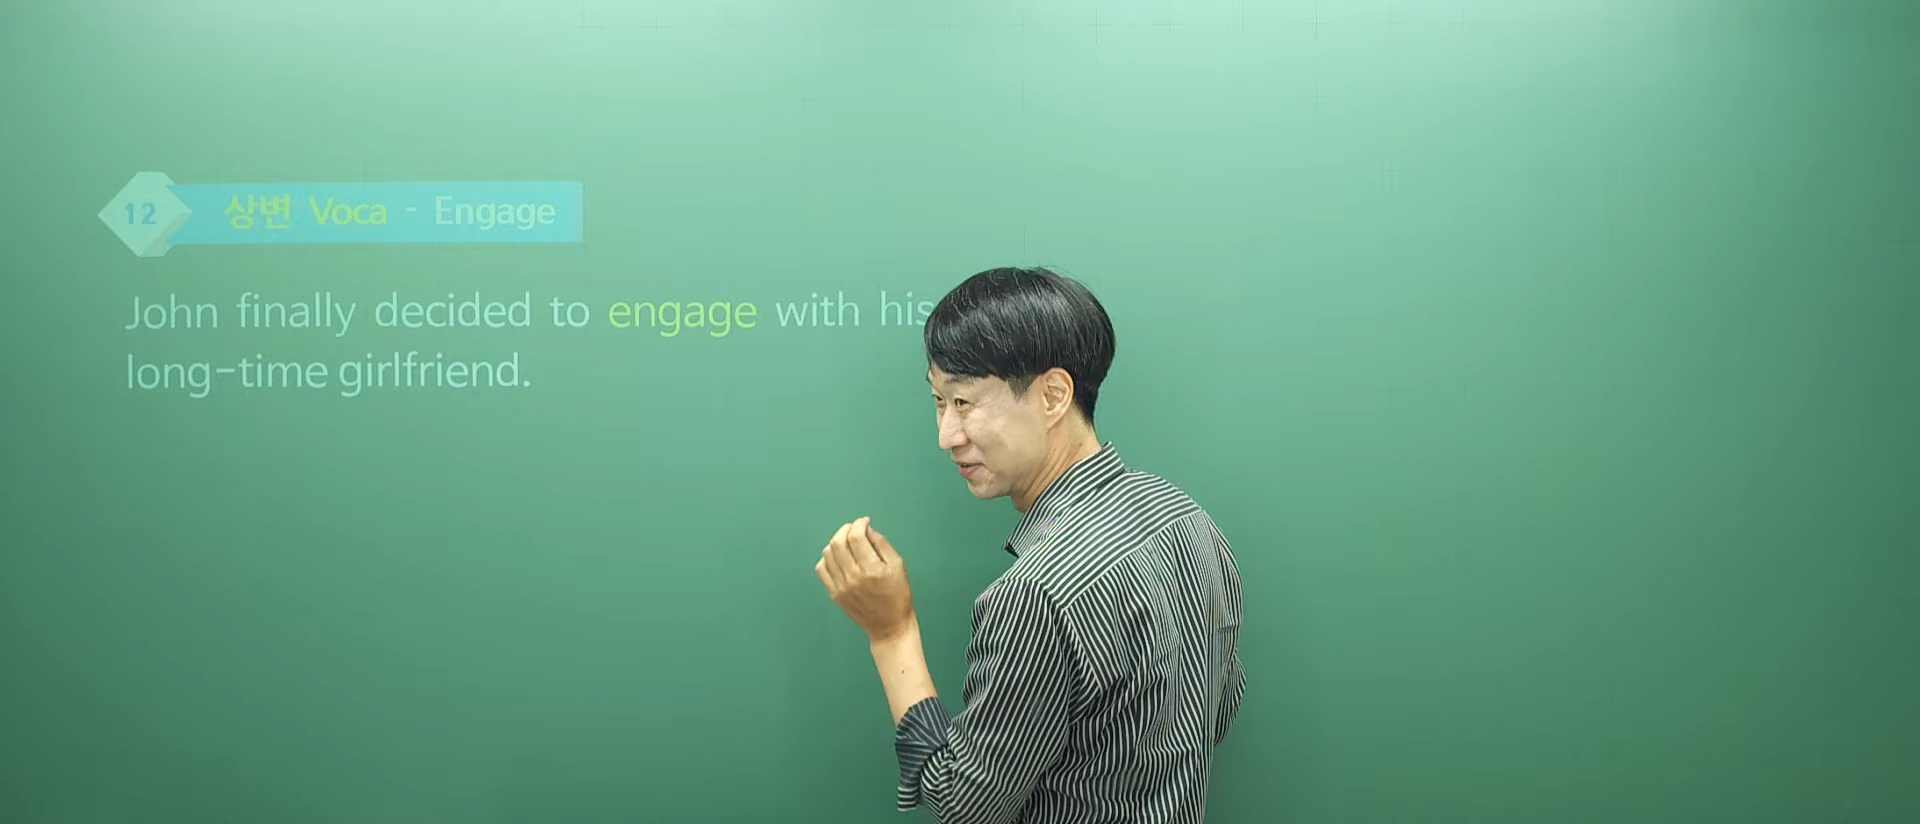 12
상변 Voca - Engage
John finally decided to engage with his
long-time girlfriend.